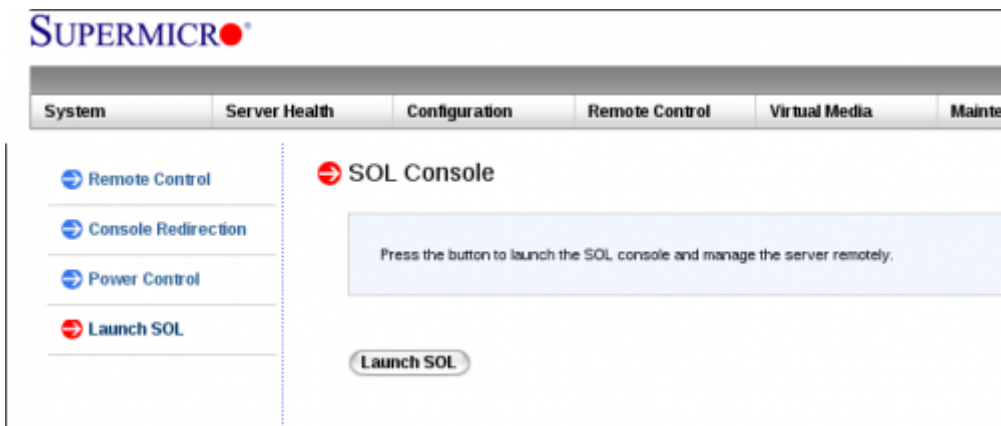 SUPERMICRO
System Server Health Configuration Remote Control Virtual Media Mainte
Remote Control
Console Redirection
Power Control
Launch SOL
SOL Console
Press the button to launch the SOL console and manage the server remotely.
Launch SOL